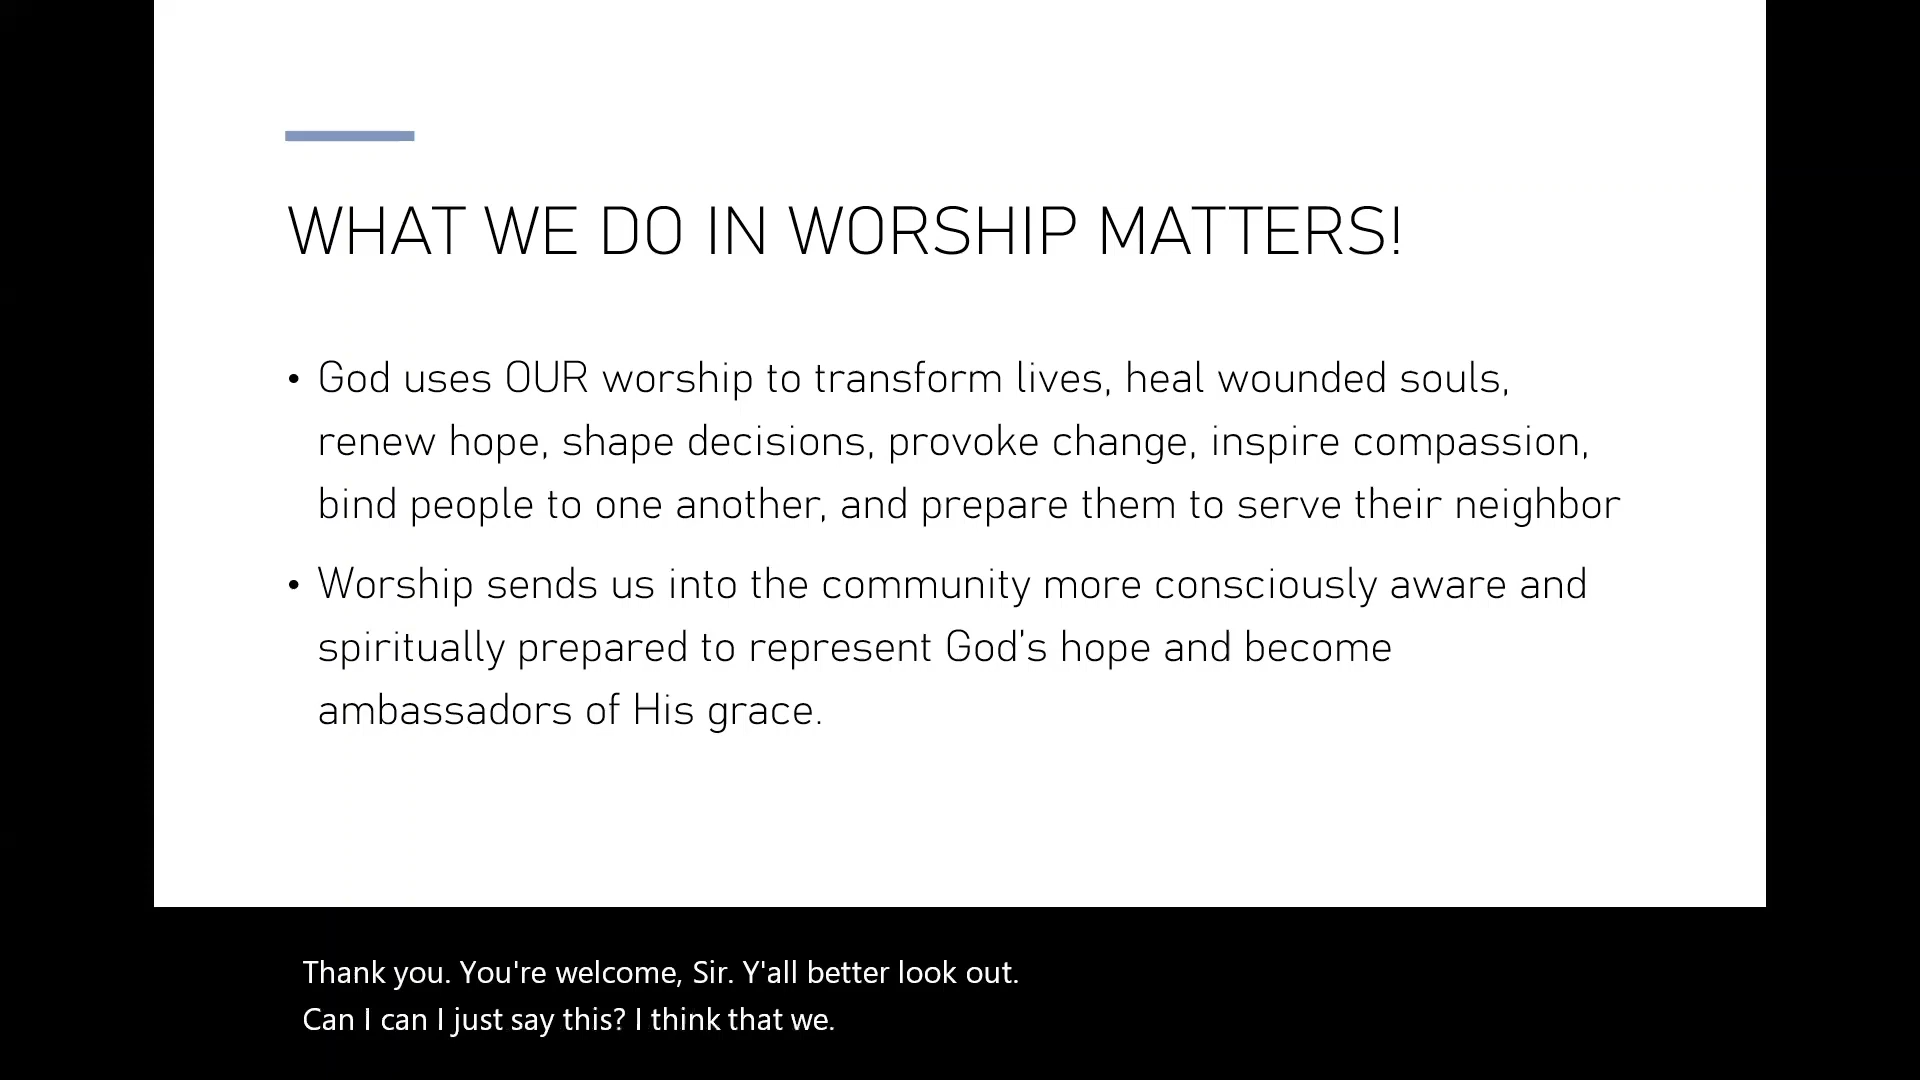 WHAT WE DO IN WORSHIP MATTERS!
• God uses OUR worship to transform lives, heal wounded souls,
renew hope, shape decisions, provoke change, inspire compassion,
bind people to one another, and prepare them to serve their neighbor
• Worship sends us into the community more consciously aware and
spiritually prepared to represent God's hope and become
ambassadors of His grace.
Thank you. You're welcome, Sir. Y'all better look out.
Can I can I just say this? I think that we.